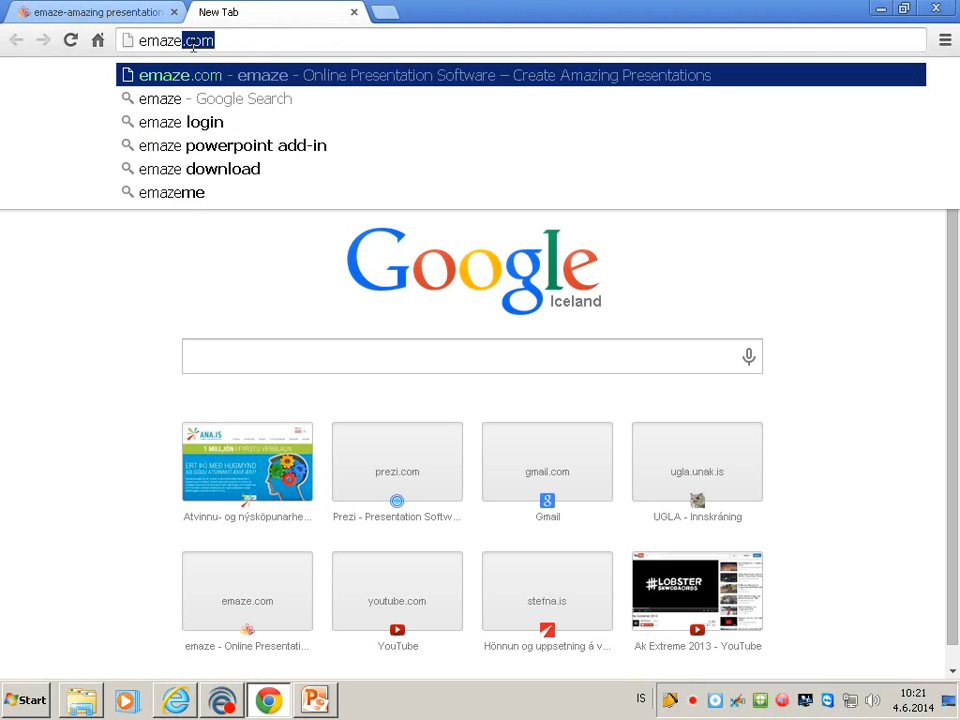 emaze-amazing presentation
New Tab
emaze.com
emaze.com - emaze - Online Presentation Software – Create Amazing Presentations
emaze - Google Search
emaze login
emaze powerpoint add-in
emaze download
emazeme
Google
Iceland
ANA.IS
1 MILLJÓN Í FYRSTU VERÐLAUN
ERT ÞÚ MEÐ HUGMYND
prezi.com
gmail.com
ugla.unak.is
Atvinnu- og nýsköpunarhe...
Prezi - Presentation Softw...
Gmail
UGLA - Innskráning
emaze.com
youtube.com
stefna.is
#LOBSTER
emaze - Online Presentati...
YouTube
Hönnun og uppsetning á v...
Ak Extreme 2013 - YouTube
Start
IS
10:21
4.6.2014